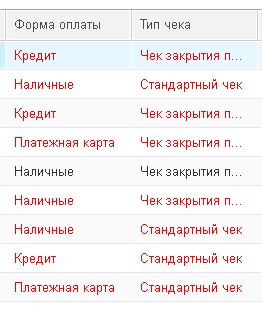 Форма оплаты Тип чека
Кредит Чек закрытия п...
Наличные Стандартный чек
Кредит Чек закрытия п...
Платежная карта Чек закрытия п...
Наличные Чек закрытия п...
Наличные Чек закрытия п...
Наличные Стандартный чек
Кредит Стандартный чек
Платежная карта Стандартный чек